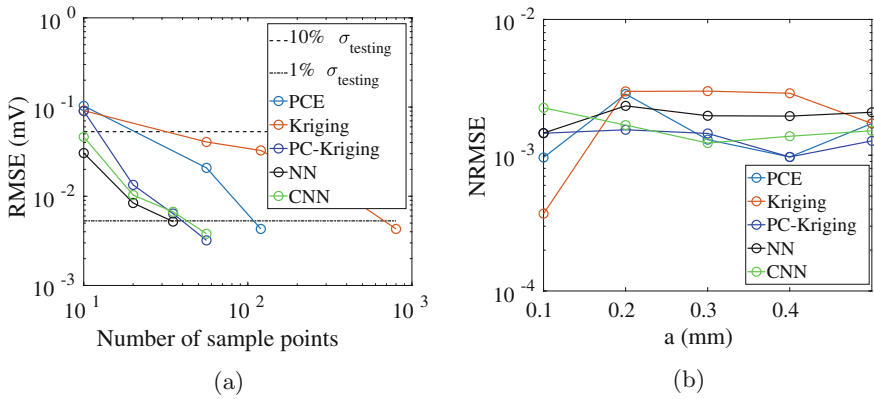 10^0
10^-1
10^-2
10^-3
RMSE (mV)
10^1
10^2
10^3
Number of sample points
10% σ_testing
1% σ_testing
PCE
Kriging
PC-Kriging
NN
CNN
(a)
10^-2
10^-3
10^-4
NRMSE
0.1
0.2
0.3
0.4
a (mm)
PCE
Kriging
PC-Kriging
NN
CNN
(b)